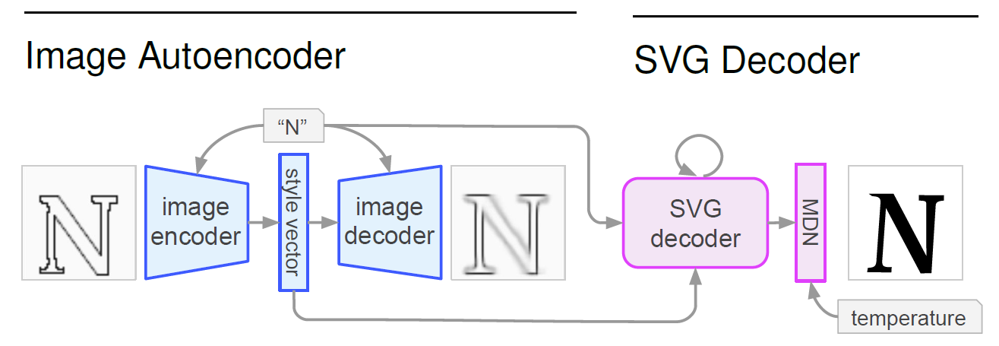 Image Autoencoder
SVG Decoder
“N”
N
image
encoder
style vector
image
decoder
N
SVG
decoder
MDN
N
temperature